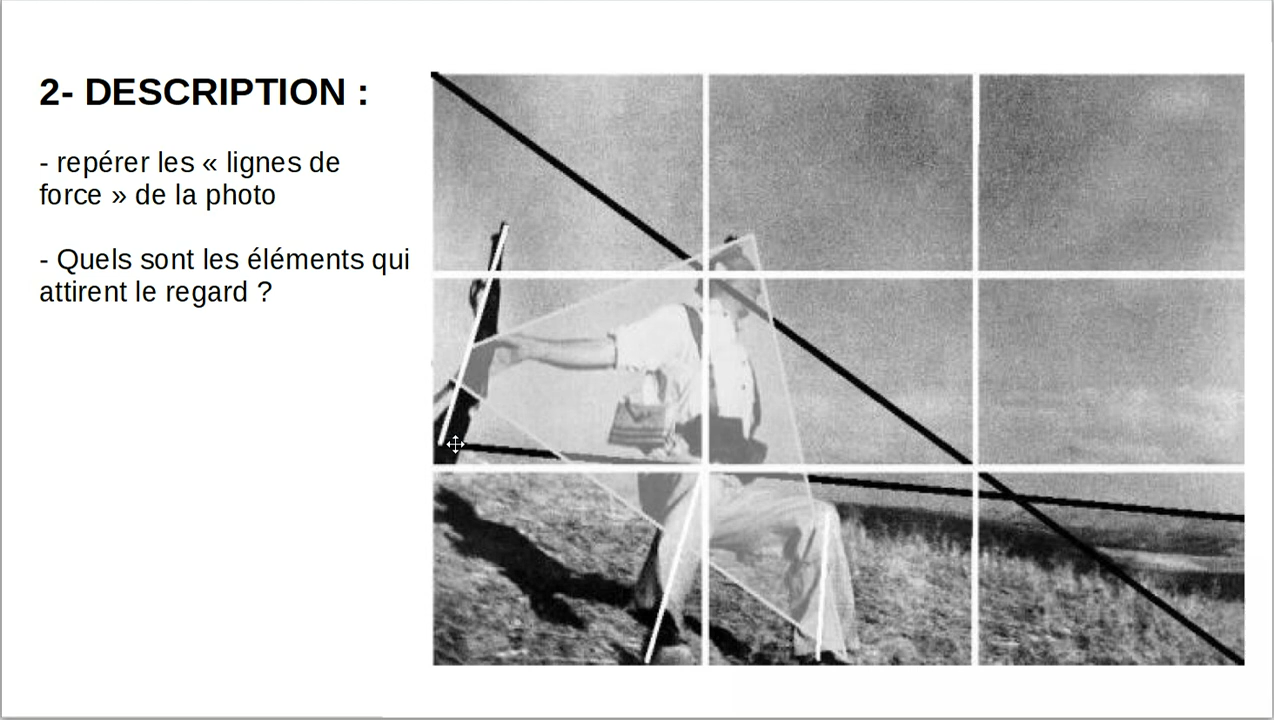 2- DESCRIPTION :
- repérer les « lignes de
force » de la photo
- Quels sont les éléments qui
attirent le regard ?